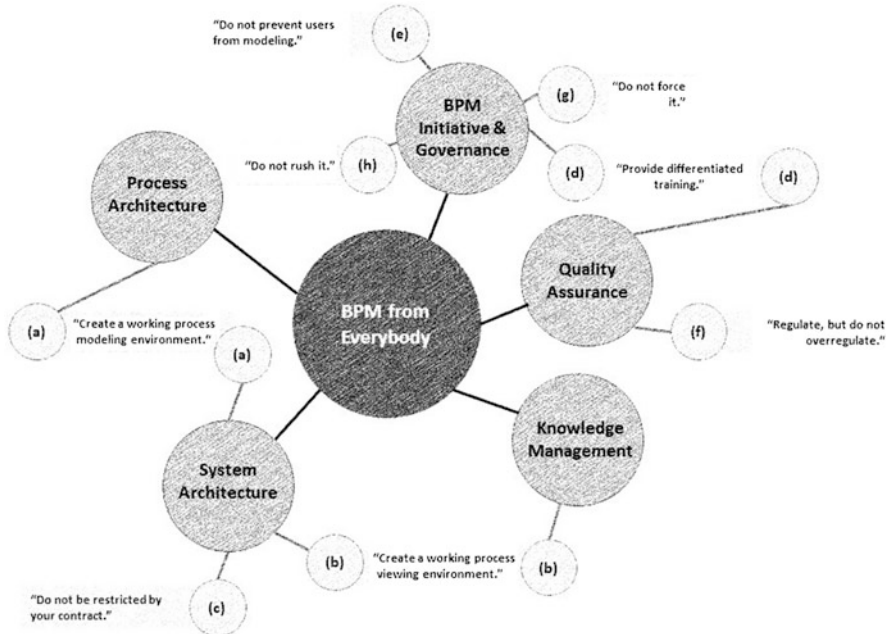 “Do not prevent users
from modeling.”
(e)
BPM
Initiative &
Governance
(g)
“Do not force
it.”
“Do not rush it.”
(h)
(d)
“Provide differentiated
training.”
(d)
Process
Architecture
Quality
Assurance
BPM from
Everybody
(a)
“Create a working process
modeling environment.”
(a)
(f)
“Regulate, but do not
overregulate.”
Knowledge
Management
System
Architecture
(b)
“Create a working process
viewing environment.”
(b)
“Do not be restricted by
your contract.”
(c)